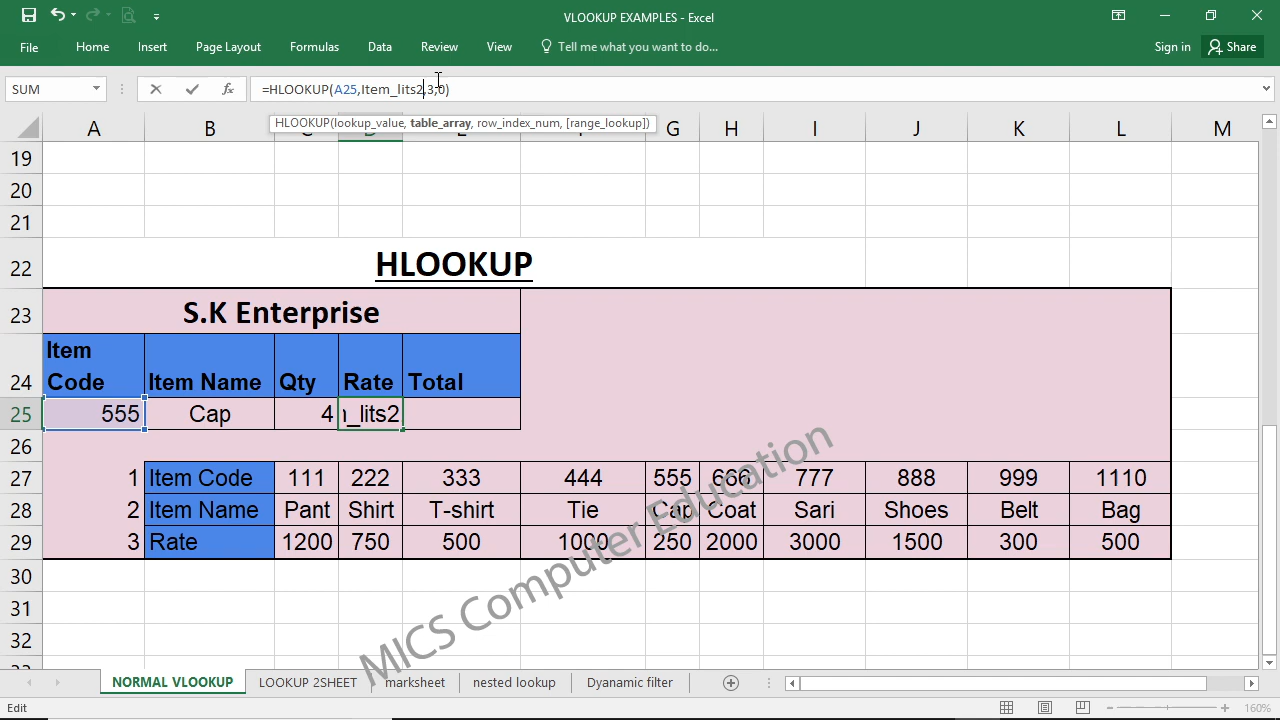 VLOOKUP EXAMPLES - Excel
File Home Insert Page Layout Formulas Data Review View Tell me what you want to do... Sign in Share
SUM fx =HLOOKUP(A25,Item_lits2,3,0)
HLOOKUP(lookup_value, table_array, row_index_num, [range_lookup])
A B G H I J K L M
19
20
21
22 HLOOKUP
23 S.K Enterprise
24 Item Code Item Name Qty Rate Total
25 555 Cap 4 _lits2
26
27 1 Item Code 111 222 333 444 555 666 777 888 999 1110
28 2 Item Name Pant Shirt T-shirt Tie Cap Coat Sari Shoes Belt Bag
29 3 Rate 1200 750 500 1000 250 2000 3000 1500 300 500
30
31
32
MICS Computer Education
NORMAL VLOOKUP LOOKUP 2SHEET marksheet nested lookup Dyanamic filter
Edit 160%